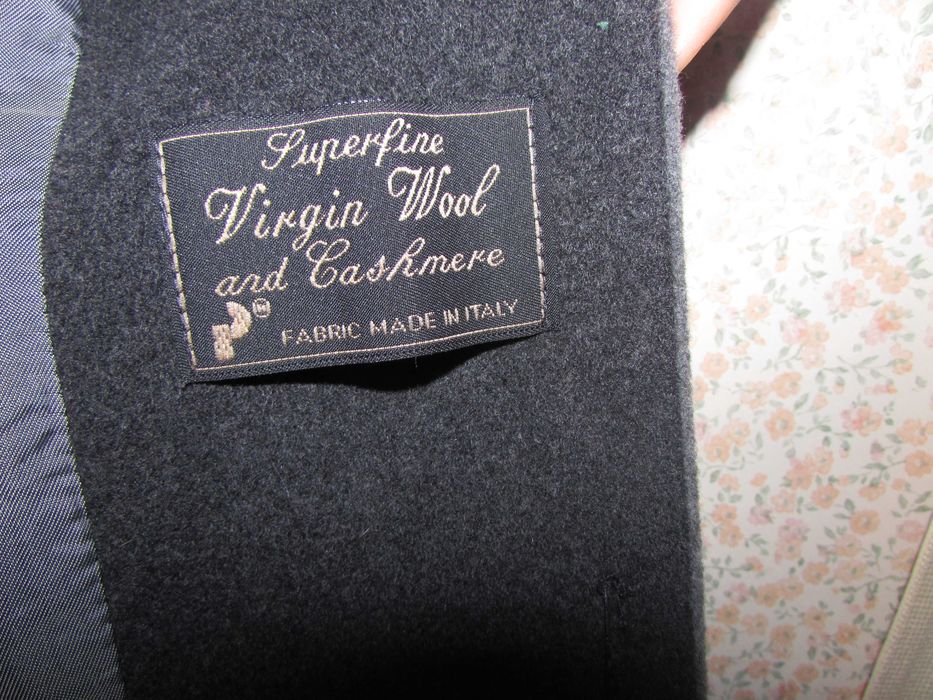 Superfine
Virgin Wool
and Cashmere
FABRIC MADE IN ITALY